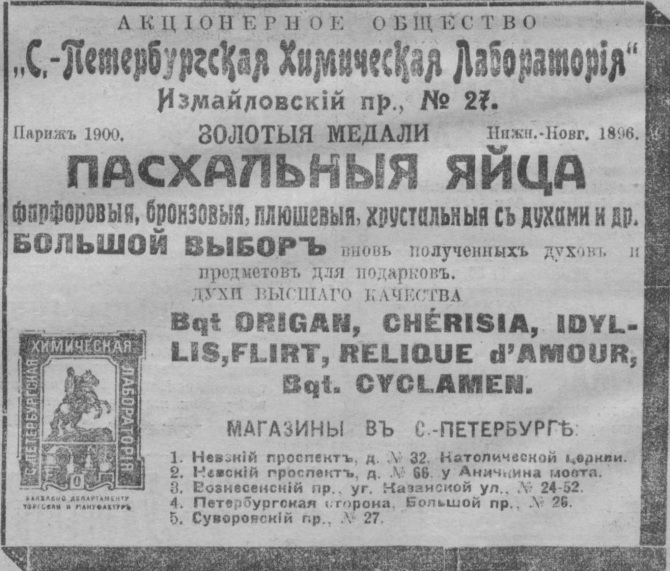 АКЦІОНЕРНОЕ ОБЩЕСТВО
„С.-Петербургская Химическая Лабораторія“
Измайловскій пр., № 27.
Парижъ 1900. ЗОЛОТЫЯ МЕДАЛИ Нижн.-Новг. 1896.
ПАСХАЛЬНЫЯ ЯЙЦА
фарфоровыя, бронзовыя, плюшевыя, хрустальныя съ духами и др.
БОЛЬШОЙ ВЫБОРЪ вновь полученныхъ духовъ и
предметовъ для подарковъ.
ДУХИ ВЫСШАГО КАЧЕСТВА
Bqt ORIGAN, CHÉRISIA, IDYL-
LIS, FLIRT, RELIQUE d'AMOUR,
Bqt. CYCLAMEN.
С. ПЕТЕРБУРГСКАЯ
ХИМИЧЕСКАЯ
ЛАБОРАТОРІЯ
ЗАЯВЛЕНО ДЕПАРТАМЕНТУ
ТОРГОВЛИ И МАНУФАКТУРЪ
МАГАЗИНЫ ВЪ С.-ПЕТЕРБУРГѢ:
1. Невскій проспектъ, д. № 32, Католической церкви.
2. Невскій проспектъ, д. № 66, у Аничкина моста.
3. Вознесенскій пр., уг. Казанской ул., № 24-52.
4. Петербургская сторона, Большой пр., № 26.
5. Суворовскій пр., № 27.